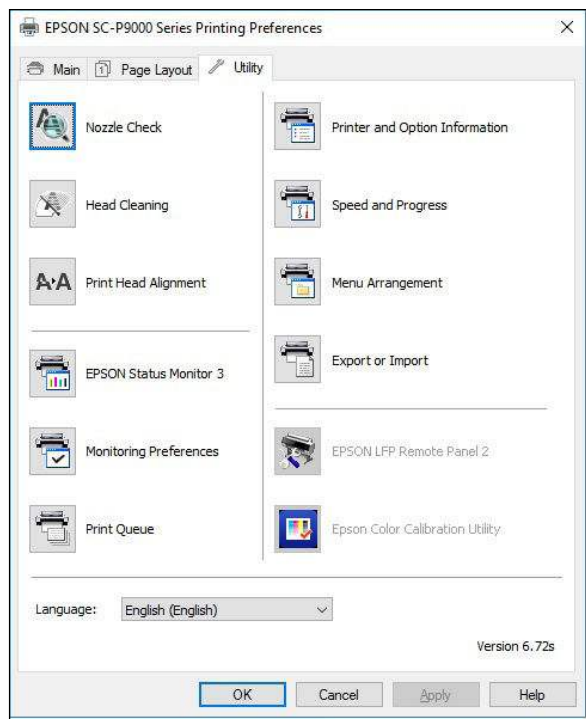 EPSON SC-P9000 Series Printing Preferences
Main
Page Layout
Utility
Nozzle Check
Head Cleaning
A A
Print Head Alignment
EPSON Status Monitor 3
Monitoring Preferences
Print Queue
Printer and Option Information
Speed and Progress
Menu Arrangement
Export or Import
EPSON LFP Remote Panel 2
Epson Color Calibration Utility
Language: English (English)
Version 6.72s
OK Cancel Apply Help